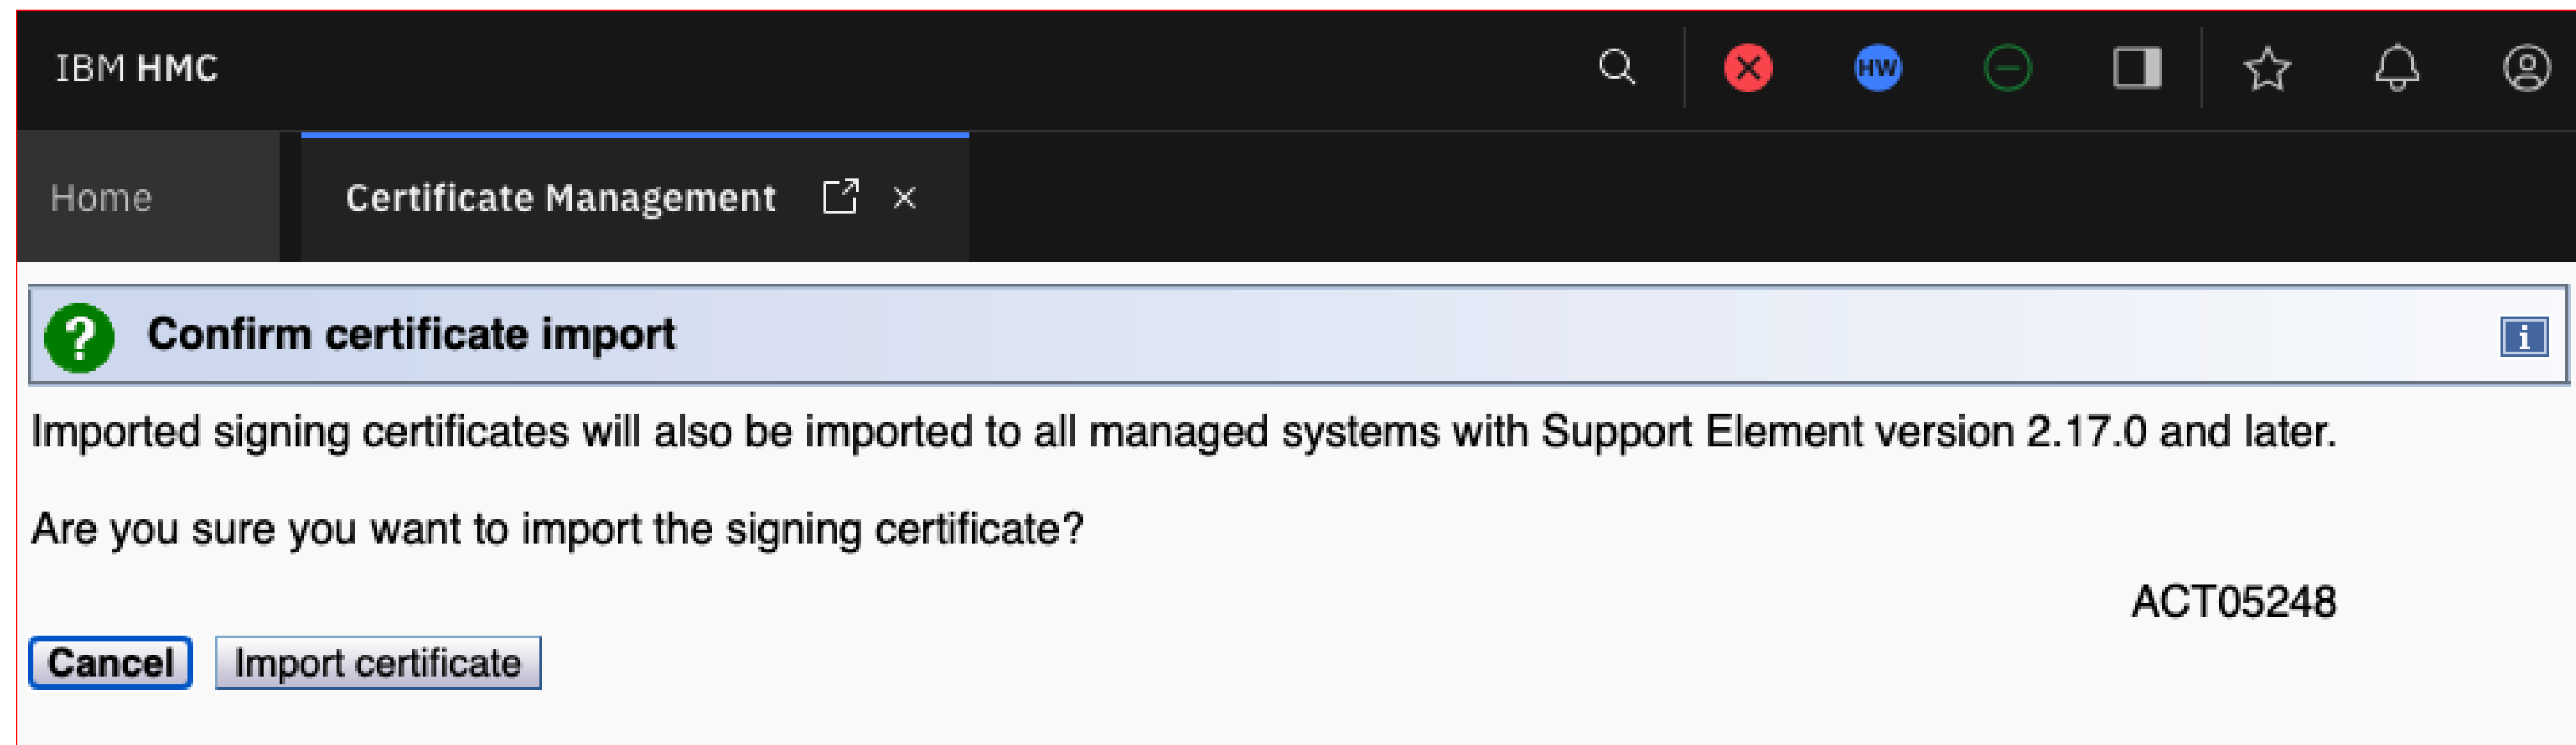 IBM HMC
HW
Home
Certificate Management
? Confirm certificate import
i
Imported signing certificates will also be imported to all managed systems with Support Element version 2.17.0 and later.
Are you sure you want to import the signing certificate?
ACT05248
Cancel Import certificate